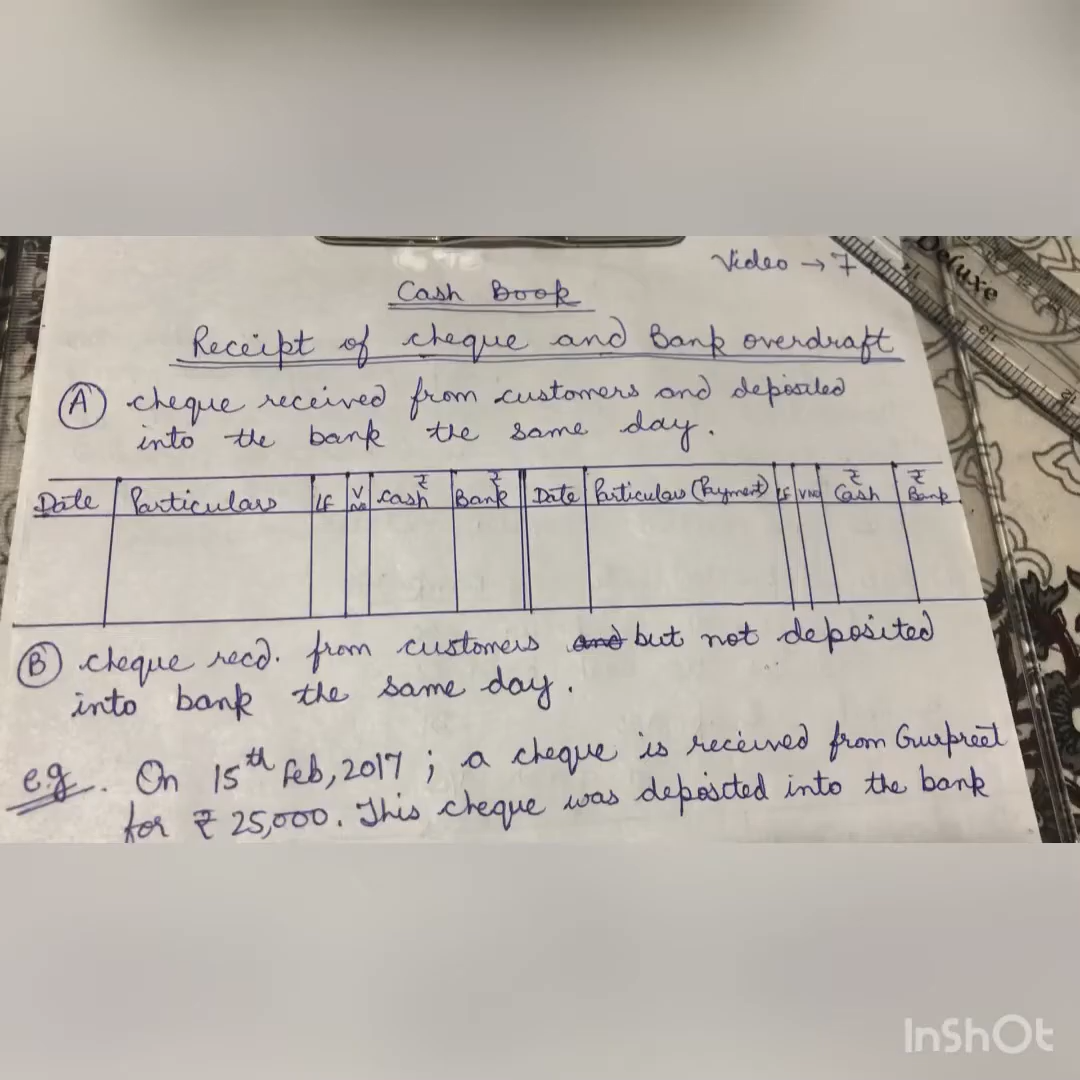 Video → 7
Deluxe
Cash Book
Receipt of cheque and Bank overdraft
(A) cheque received from customers and deposited
into the bank the same day.
Date Particulars LF V no ₹ Cash ₹ Bank Date Particulars (Payment) LF VNo ₹ Cash ₹ Bank
(B) cheque recd. from customers and but not deposited
into bank the same day.
e.g. On 15th Feb, 2017 ; a cheque is received from Gurpreet
for ₹ 25,000. This cheque was deposited into the bank
InShOt